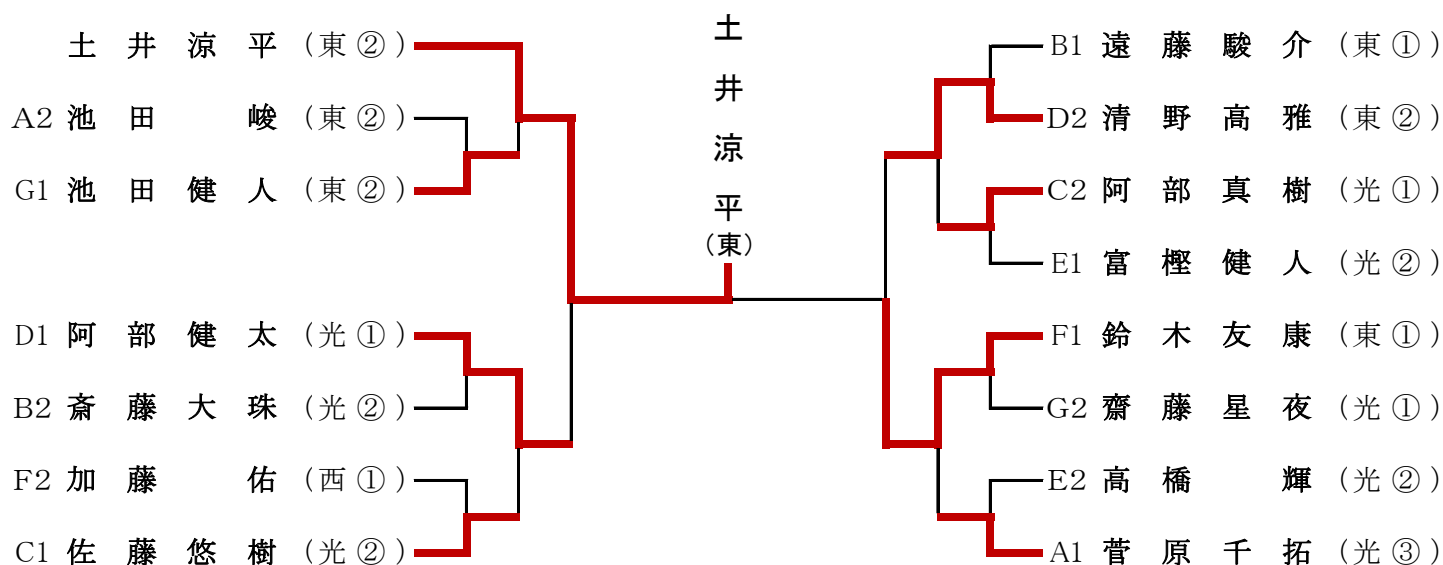 土井涼平（東②）
A2 池田　峻（東②）
G1 池田健人（東②）
D1 阿部健太（光①）
B2 斎藤大珠（光②）
F2 加藤　佑（西①）
C1 佐藤悠樹（光②）
土井涼平
（東）
B1 遠藤駿介（東①）
D2 清野高雅（東②）
C2 阿部真樹（光①）
E1 富樫健人（光②）
F1 鈴木友康（東①）
G2 齋藤星夜（光①）
E2 高橋　輝（光②）
A1 菅原千拓（光③）